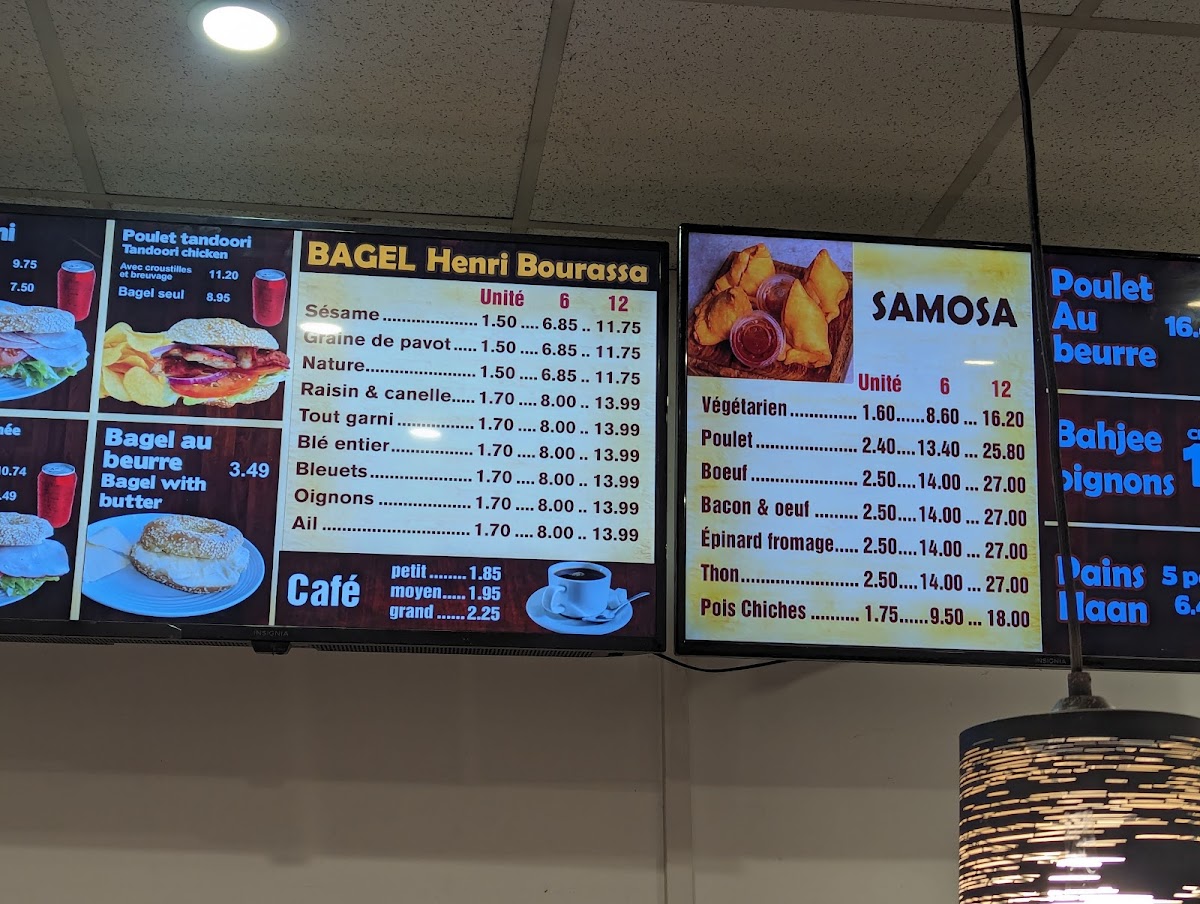 9.75
7.50
10.74
Poulet tandoori
Tandoori chicken
Avec croustilles
et breuvage 11.20
Bagel seul 8.95
Bagel au
beurre 3.49
Bagel with
butter
BAGEL Henri Bourassa
Unité 6 12
Sésame................... 1.50 .... 6.85 .. 11.75
Graine de pavot ..... 1.50 .... 6.85 .. 11.75
Nature...................... 1.50 .... 6.85 .. 11.75
Raisin & canelle..... 1.70 .... 8.00 .. 13.99
Tout garni ............... 1.70 .... 8.00 .. 13.99
Blé entier................ 1.70 .... 8.00 .. 13.99
Bleuets.................... 1.70 .... 8.00 .. 13.99
Oignons .................. 1.70 .... 8.00 .. 13.99
Ail ............................ 1.70 .... 8.00 .. 13.99
Café
petit ........ 1.85
moyen..... 1.95
grand ...... 2.25
INSIGNIA
SAMOSA
Unité 6 12
Végétarien ............. 1.60......8.60 ... 16.20
Poulet.................... 2.40....13.40 ... 25.80
Boeuf ..................... 2.50....14.00 ... 27.00
Bacon & oeuf ........ 2.50....14.00 ... 27.00
Épinard fromage..... 2.50....14.00 ... 27.00
Thon....................... 2.50....14.00 ... 27.00
Pois Chiches .......... 1.75......9.50 ... 18.00
INSIGNIA
Poulet
Au
beurre
Bahjee
oignons
Pains
Naan